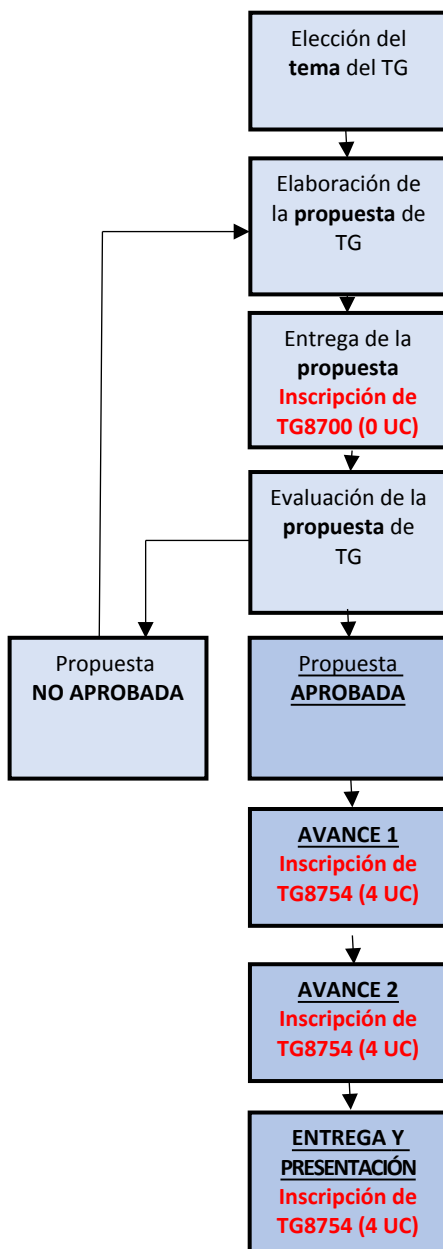 Elección del
tema del TG
Elaboración de
la propuesta de
TG
Entrega de la
propuesta
Inscripción de
TG8700 (0 UC)
Evaluación de la
propuesta de
TG
Propuesta
NO APROBADA
Propuesta
APROBADA
AVANCE 1
Inscripción de
TG8754 (4 UC)
AVANCE 2
Inscripción de
TG8754 (4 UC)
ENTREGA Y
PRESENTACIÓN
Inscripción de
TG8754 (4 UC)